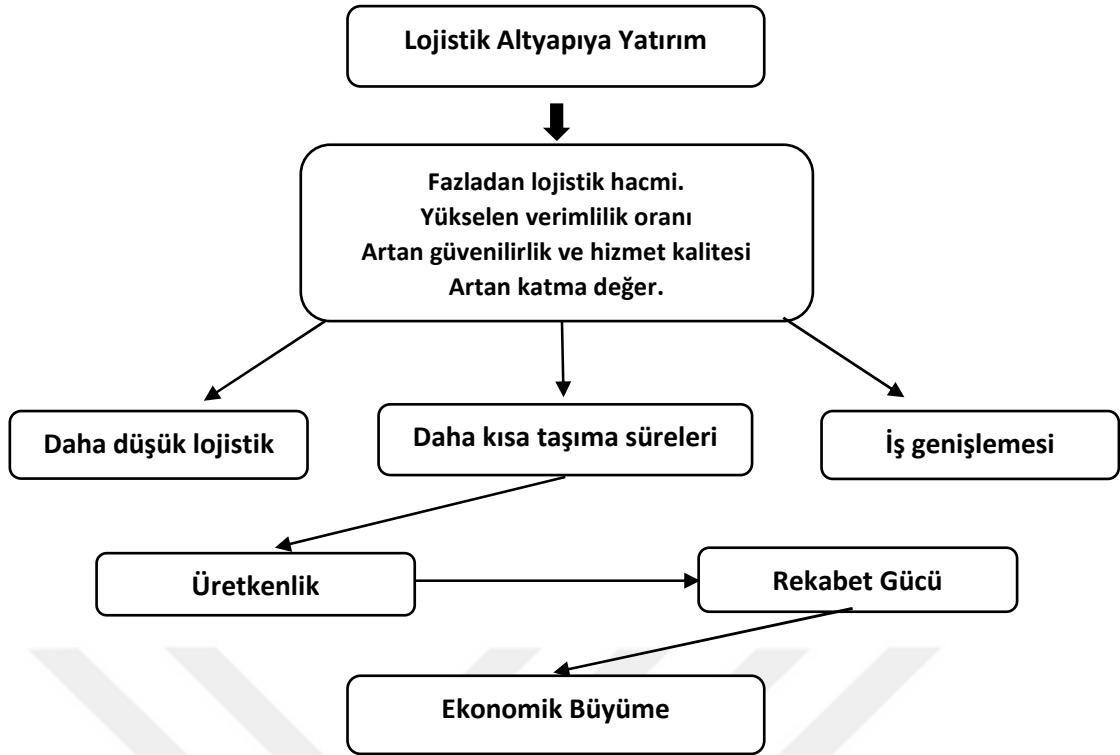 Lojistik Altyapıya Yatırım
Fazladan lojistik hacmi.
Yükselen verimlilik oranı
Artan güvenilirlik ve hizmet kalitesi
Artan katma değer.
Daha düşük lojistik
Daha kısa taşıma süreleri
İş genişlemesi
Üretkenlik
Rekabet Gücü
Ekonomik Büyüme